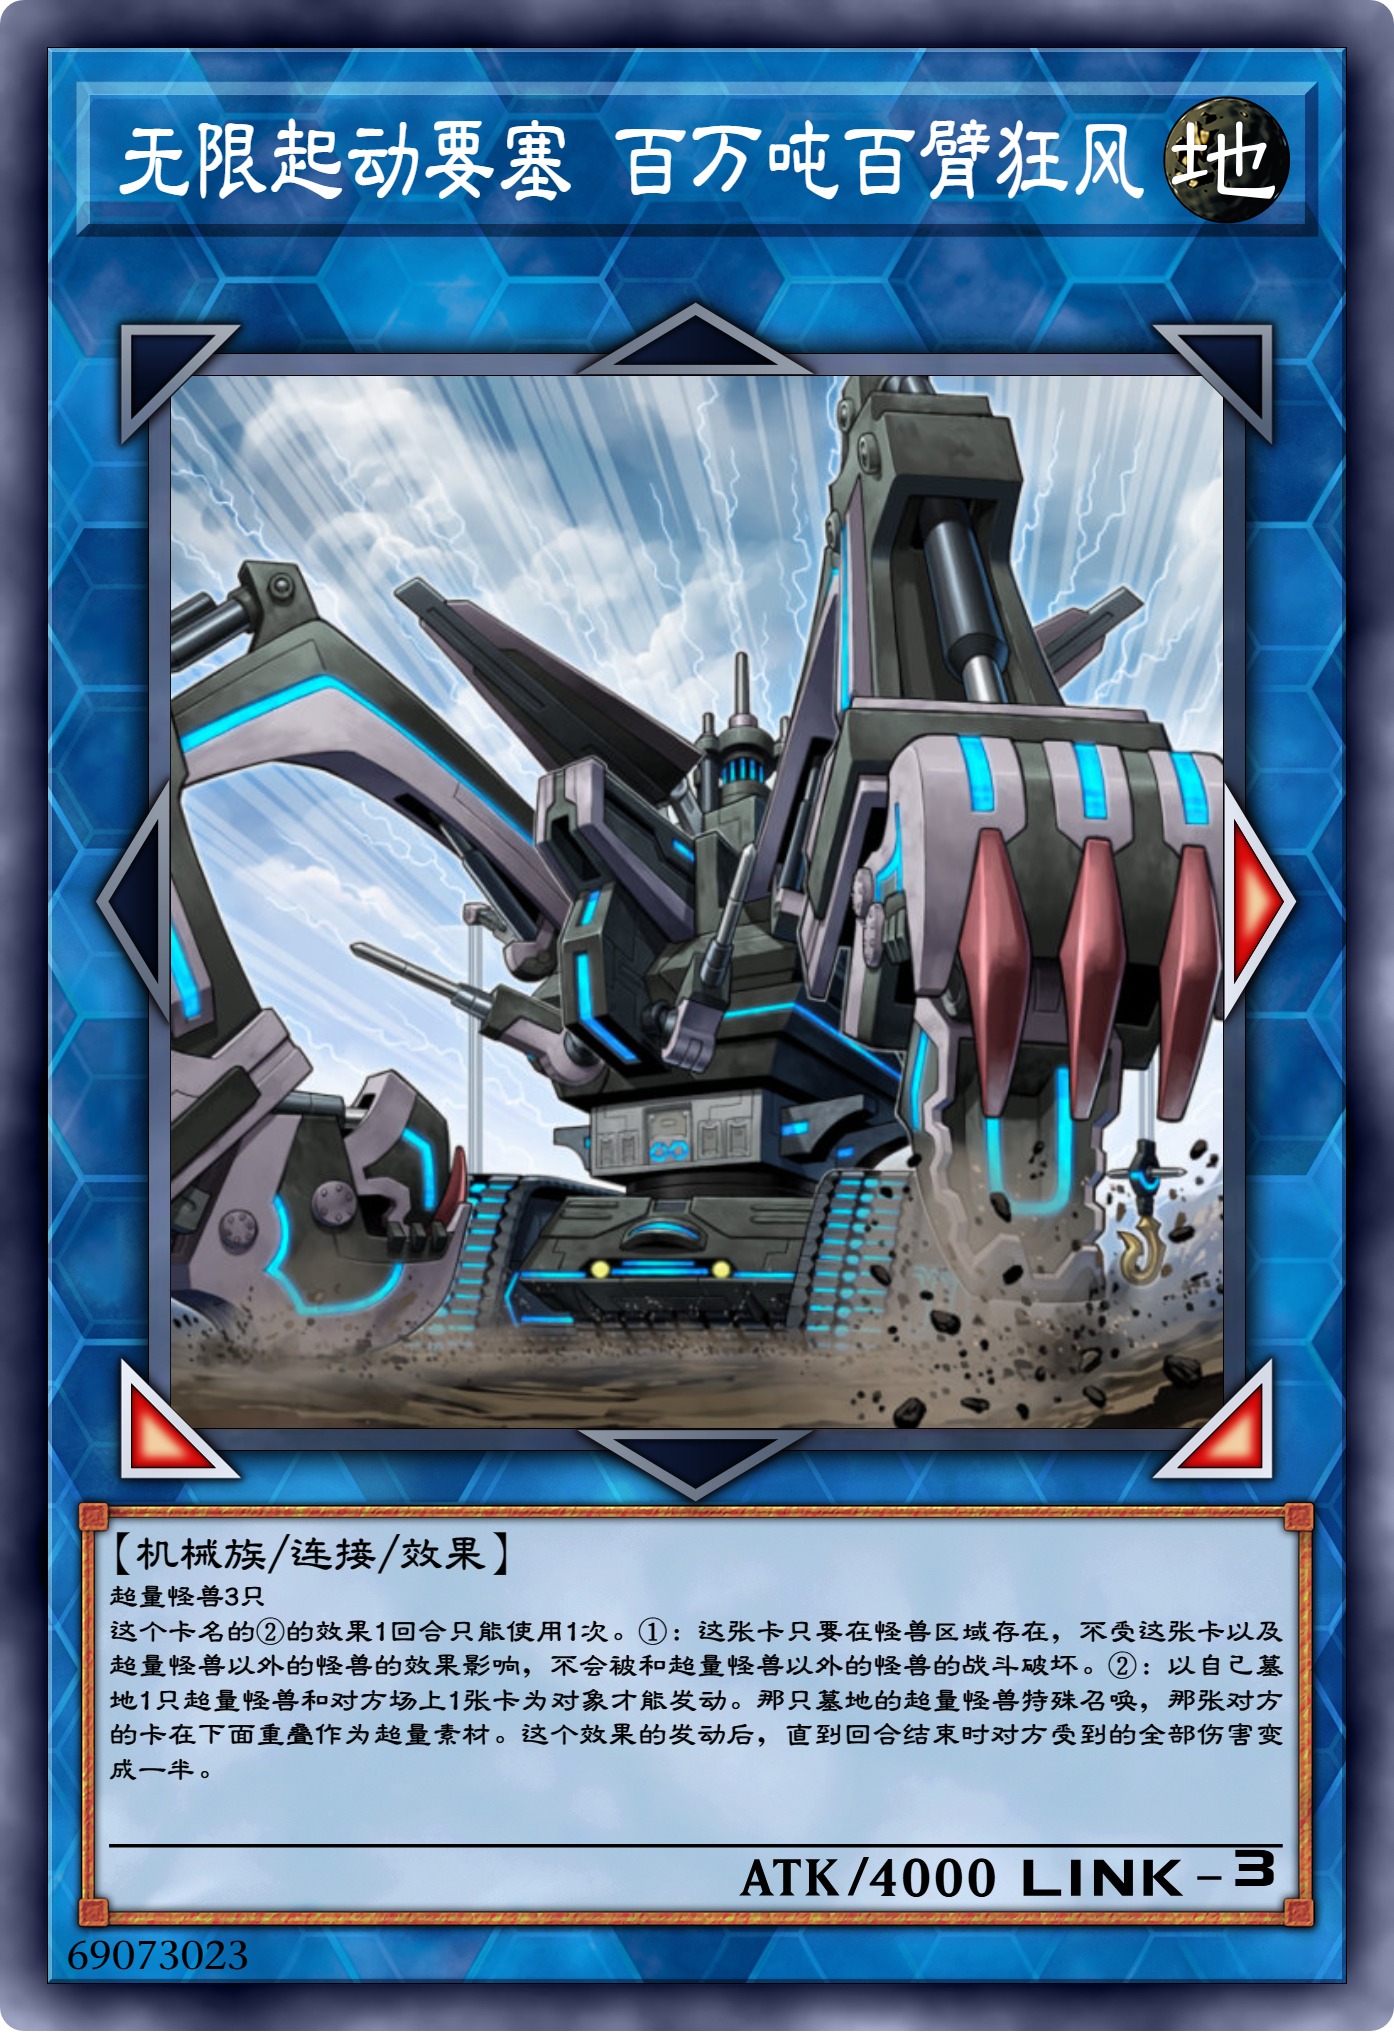 无限起动要塞 百万吨百臂狂风 地
【机械族/连接/效果】
超量怪兽3只
这个卡名的②的效果1回合只能使用1次。①：这张卡只要在怪兽区域存在，不受这张卡以及
超量怪兽以外的怪兽的效果影响，不会被和超量怪兽以外的怪兽的战斗破坏。②：以自己墓
地1只超量怪兽和对方场上1张卡为对象才能发动。那只墓地的超量怪兽特殊召唤，那张对方
的卡在下面重叠作为超量素材。这个效果的发动后，直到回合结束时对方受到的全部伤害变
成一半。
ATK/4000 LINK-3
69073023